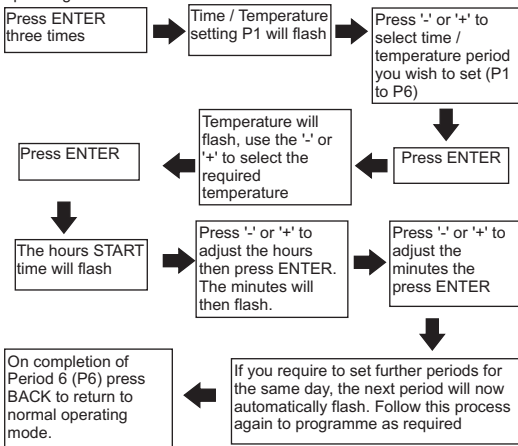 Press ENTER
three times
Time / Temperature
setting P1 will flash
Press '-' or '+' to
select time /
temperature period
you wish to set (P1
to P6)
Press ENTER
Temperature will
flash, use the '-' or
'+' to select the
required
temperature
Press ENTER
The hours START
time will flash
Press '-' or '+' to
adjust the hours
then press ENTER.
The minutes will
then flash.
Press '-' or '+' to
adjust the
minutes the
press ENTER
If you require to set further periods for
the same day, the next period will now
automatically flash. Follow this process
again to programme as required
On completion of
Period 6 (P6) press
BACK to return to
normal operating
mode.